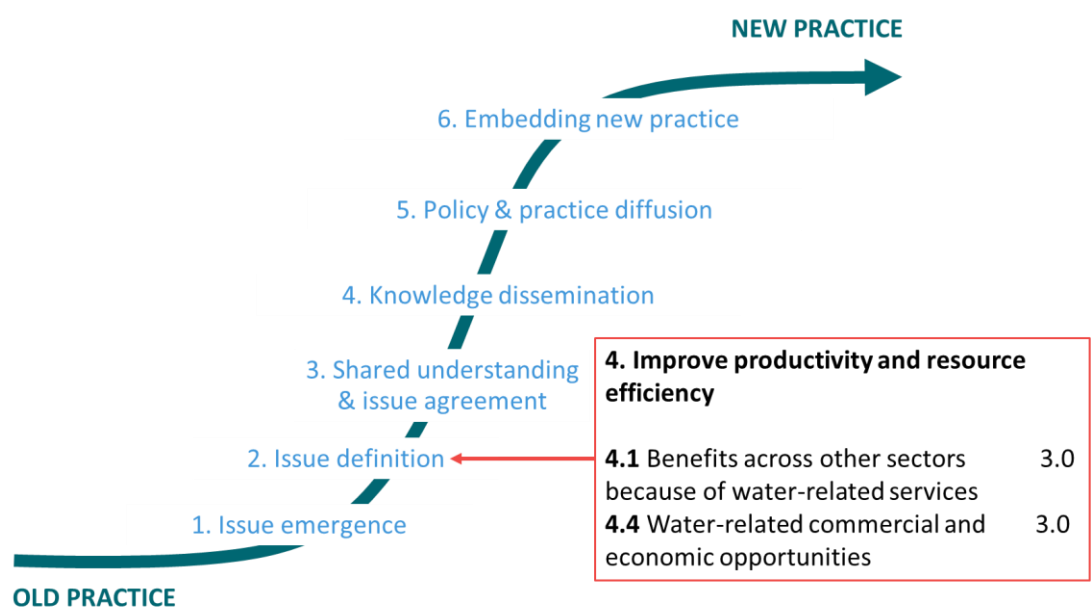 NEW PRACTICE
6. Embedding new practice
5. Policy & practice diffusion
4. Knowledge dissemination
3. Shared understanding
& issue agreement
2. Issue definition
1. Issue emergence
OLD PRACTICE
4. Improve productivity and resource
efficiency
4.1 Benefits across other sectors 3.0
because of water-related services
4.4 Water-related commercial and 3.0
economic opportunities